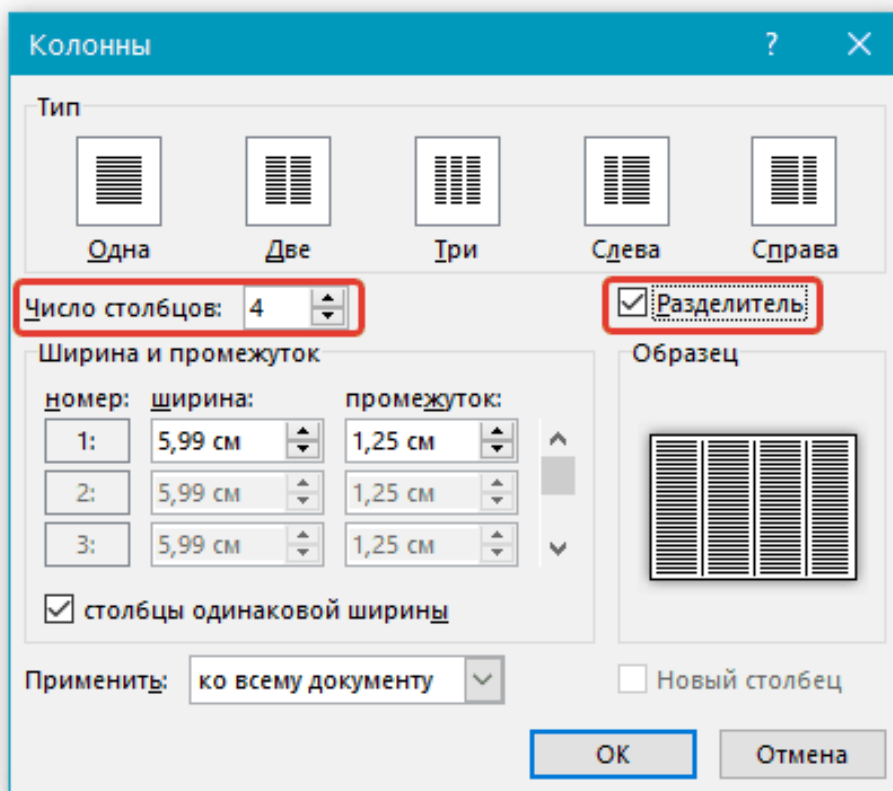 Колонны ?
Тип
Одна Две Три Слева Справа
Число столбцов: 4 Разделитель
Ширина и промежуток Образец
номер: ширина: промежуток:
1: 5,99 см 1,25 см
2: 5,99 см 1,25 см
3: 5,99 см 1,25 см
столбцы одинаковой ширины
Применить: ко всему документу Новый столбец
ОК Отмена